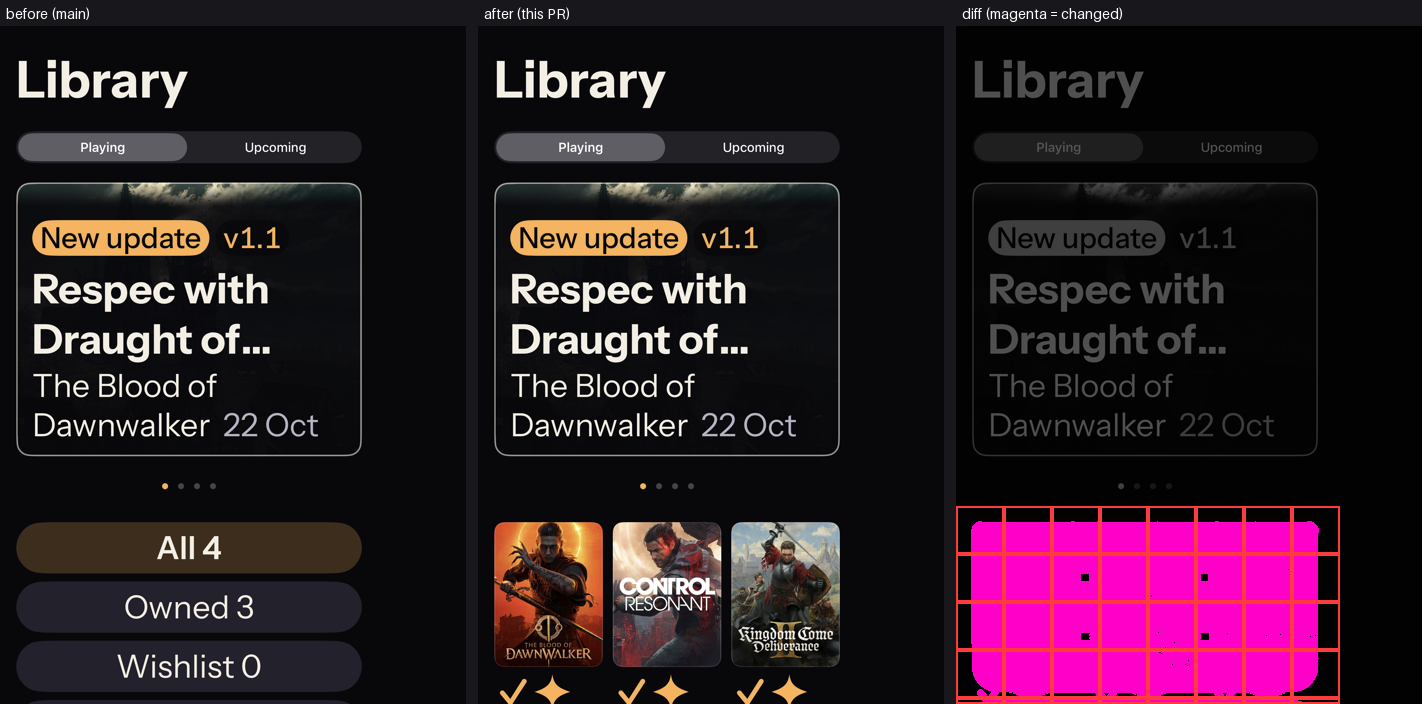 before (main)
Library
Playing
Upcoming
New update v1.1
Respec with
Draught of...
The Blood of
Dawnwalker 22 Oct
All 4
Owned 3
Wishlist 0
after (this PR)
Library
Playing
Upcoming
New update v1.1
Respec with
Draught of...
The Blood of
Dawnwalker 22 Oct
THE BLOOD OF
DAWNWALKER
CONTROL
RESONANT
Kingdom Come
Deliverance
II
diff (magenta = changed)
Library
Playing
Upcoming
New update v1.1
Respec with
Draught of...
The Blood of
Dawnwalker 22 Oct